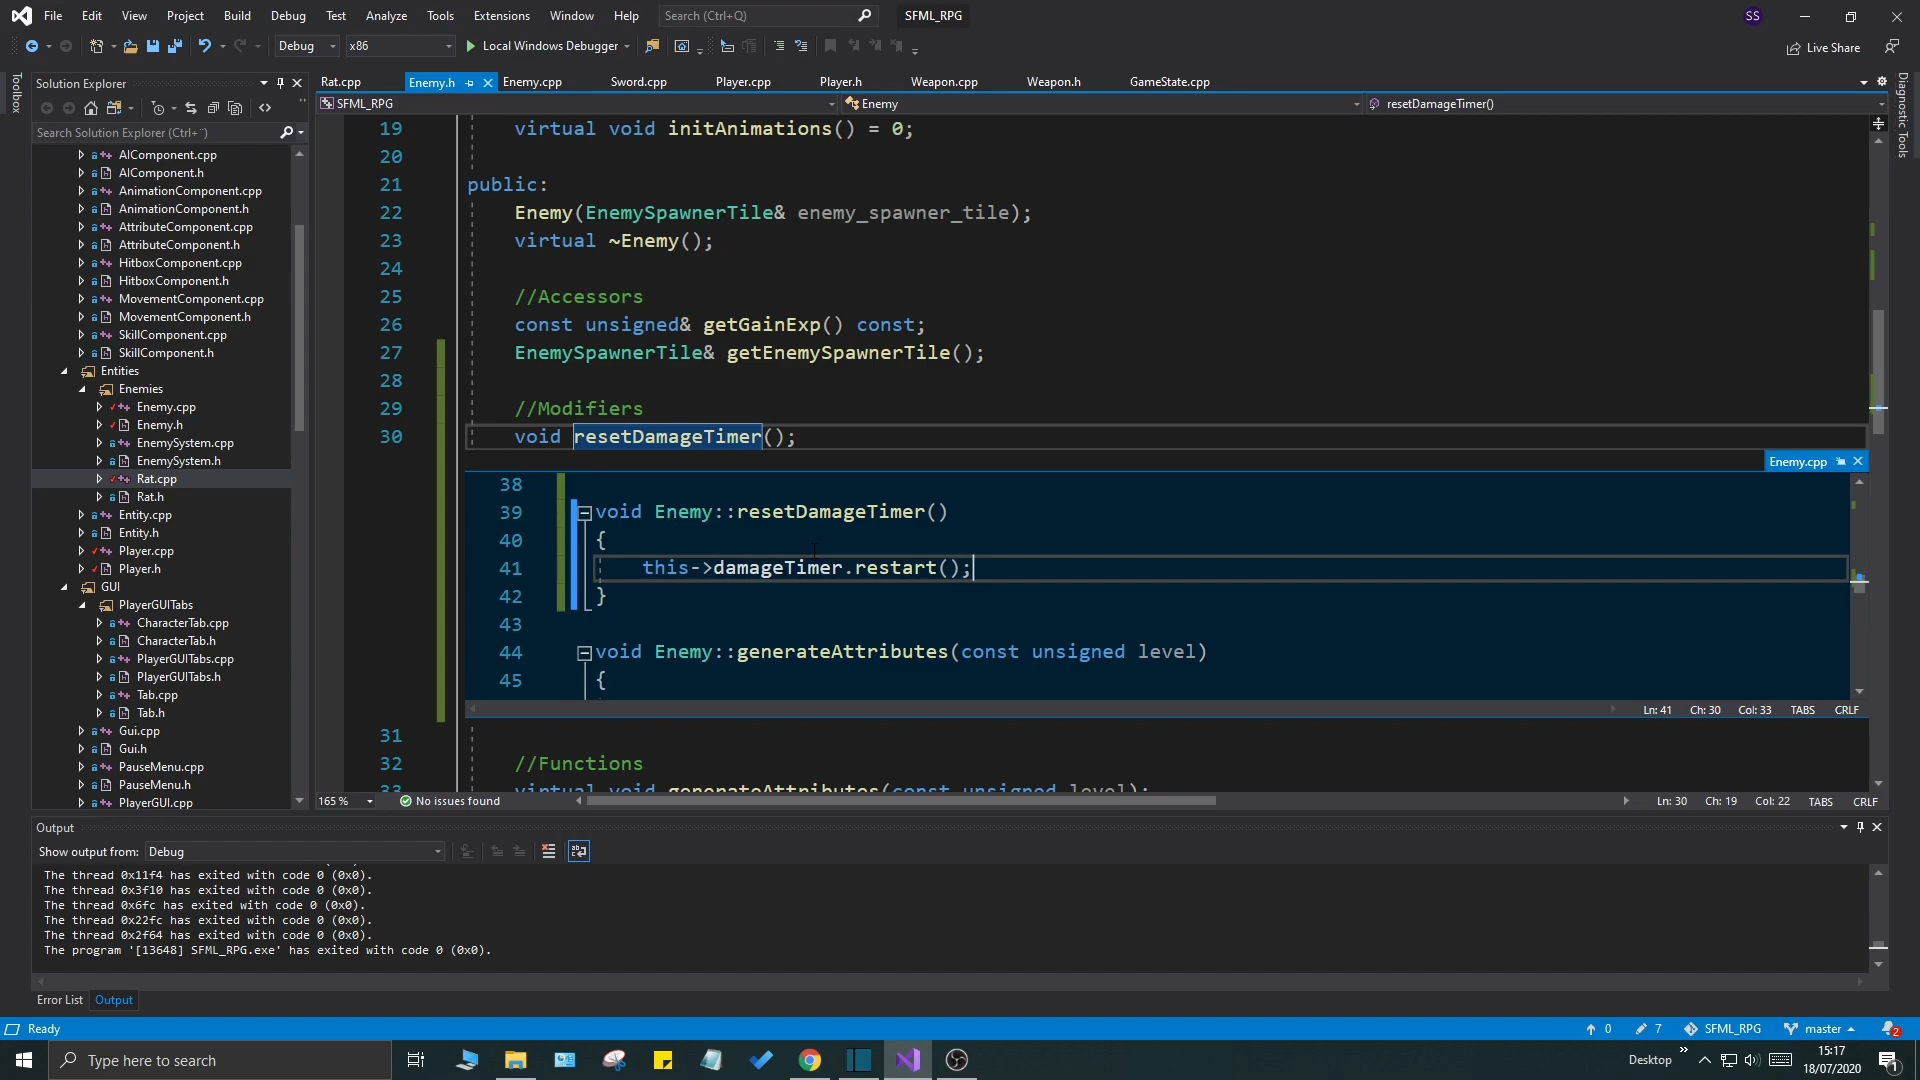 File Edit View Project Build Debug Test Analyze Tools Extensions Window Help Search (Ctrl+Q) SFML_RPG SS
Debug x86 Local Windows Debugger Live Share
Toolbox
Solution Explorer
Search Solution Explorer (Ctrl+¨)
AIComponent.cpp
AIComponent.h
AnimationComponent.cpp
AnimationComponent.h
AttributeComponent.cpp
AttributeComponent.h
HitboxComponent.cpp
HitboxComponent.h
MovementComponent.cpp
MovementComponent.h
SkillComponent.cpp
SkillComponent.h
Entities
Enemies
Enemy.cpp
Enemy.h
EnemySystem.cpp
EnemySystem.h
Rat.cpp
Rat.h
Entity.cpp
Entity.h
Player.cpp
Player.h
GUI
PlayerGUITabs
CharacterTab.cpp
CharacterTab.h
PlayerGUITabs.cpp
PlayerGUITabs.h
Tab.cpp
Tab.h
Gui.cpp
Gui.h
PauseMenu.cpp
PauseMenu.h
PlayerGUI.cpp
Rat.cpp Enemy.h Enemy.cpp Sword.cpp Player.cpp Player.h Weapon.cpp Weapon.h GameState.cpp
SFML_RPG Enemy resetDamageTimer()
19 virtual void initAnimations() = 0;
20
21 public:
22 Enemy(EnemySpawnerTile& enemy_spawner_tile);
23 virtual ~Enemy();
24
25 //Accessors
26 const unsigned& getGainExp() const;
27 EnemySpawnerTile& getEnemySpawnerTile();
28
29 //Modifiers
30 void resetDamageTimer();
Enemy.cpp
38
39 void Enemy::resetDamageTimer()
40 {
41 this->damageTimer.restart();
42 }
43
44 void Enemy::generateAttributes(const unsigned level)
45 {
Ln: 41 Ch: 30 Col: 33 TABS CRLF
31
32 //Functions
33 virtual void generateAttributes(const unsigned level);
165 % No issues found Ln: 30 Ch: 19 Col: 22 TABS CRLF
Diagnostic Tools
Output
Show output from: Debug
The thread 0x11f4 has exited with code 0 (0x0).
The thread 0x3f10 has exited with code 0 (0x0).
The thread 0x6fc has exited with code 0 (0x0).
The thread 0x22fc has exited with code 0 (0x0).
The thread 0x2f64 has exited with code 0 (0x0).
The program '[13648] SFML_RPG.exe' has exited with code 0 (0x0).
Error List Output
Ready 0 7 SFML_RPG master 2
Type here to search Desktop 15:17
18/07/2020 1